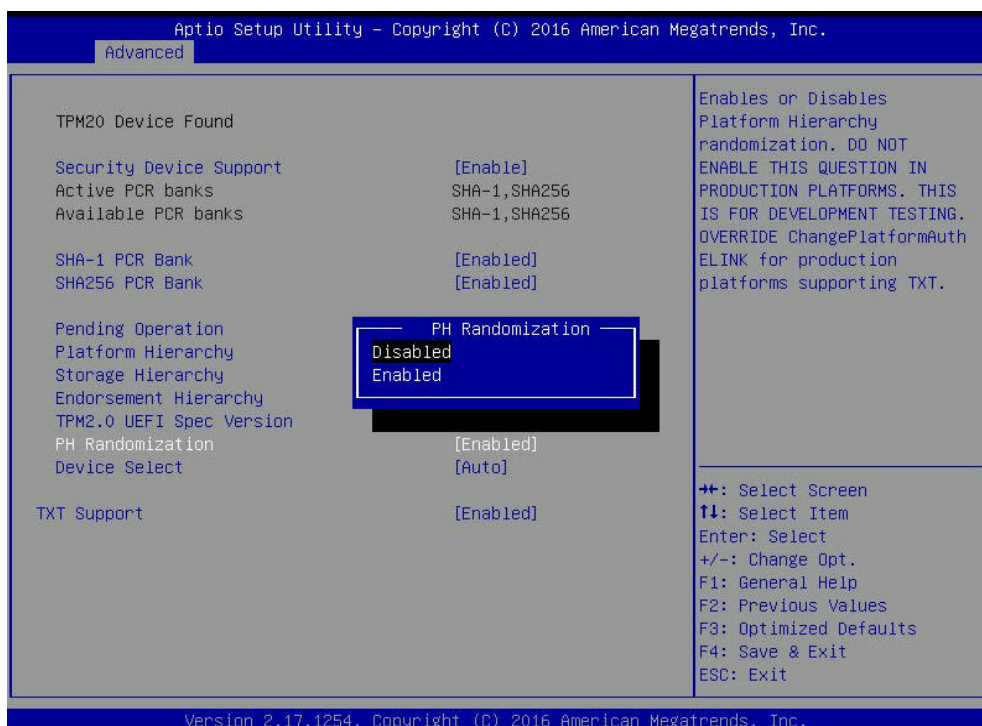 Aptio Setup Utility – Copyright (C) 2016 American Megatrends, Inc.
Advanced
TPM20 Device Found
Security Device Support [Enable]
Active PCR banks SHA-1,SHA256
Available PCR banks SHA-1,SHA256
SHA-1 PCR Bank [Enabled]
SHA256 PCR Bank [Enabled]
Pending Operation
Platform Hierarchy
Storage Hierarchy
Endorsement Hierarchy
TPM2.0 UEFI Spec Version
PH Randomization [Enabled]
Device Select [Auto]
TXT Support [Enabled]
PH Randomization
Disabled
Enabled
Enables or Disables
Platform Hierarchy
randomization. DO NOT
ENABLE THIS QUESTION IN
PRODUCTION PLATFORMS. THIS
IS FOR DEVELOPMENT TESTING.
OVERRIDE ChangePlatformAuth
ELINK for production
platforms supporting TXT.
→←: Select Screen
↑↓: Select Item
Enter: Select
+/-: Change Opt.
F1: General Help
F2: Previous Values
F3: Optimized Defaults
F4: Save & Exit
ESC: Exit
Version 2.17.1254. Copyright (C) 2016 American Megatrends, Inc.